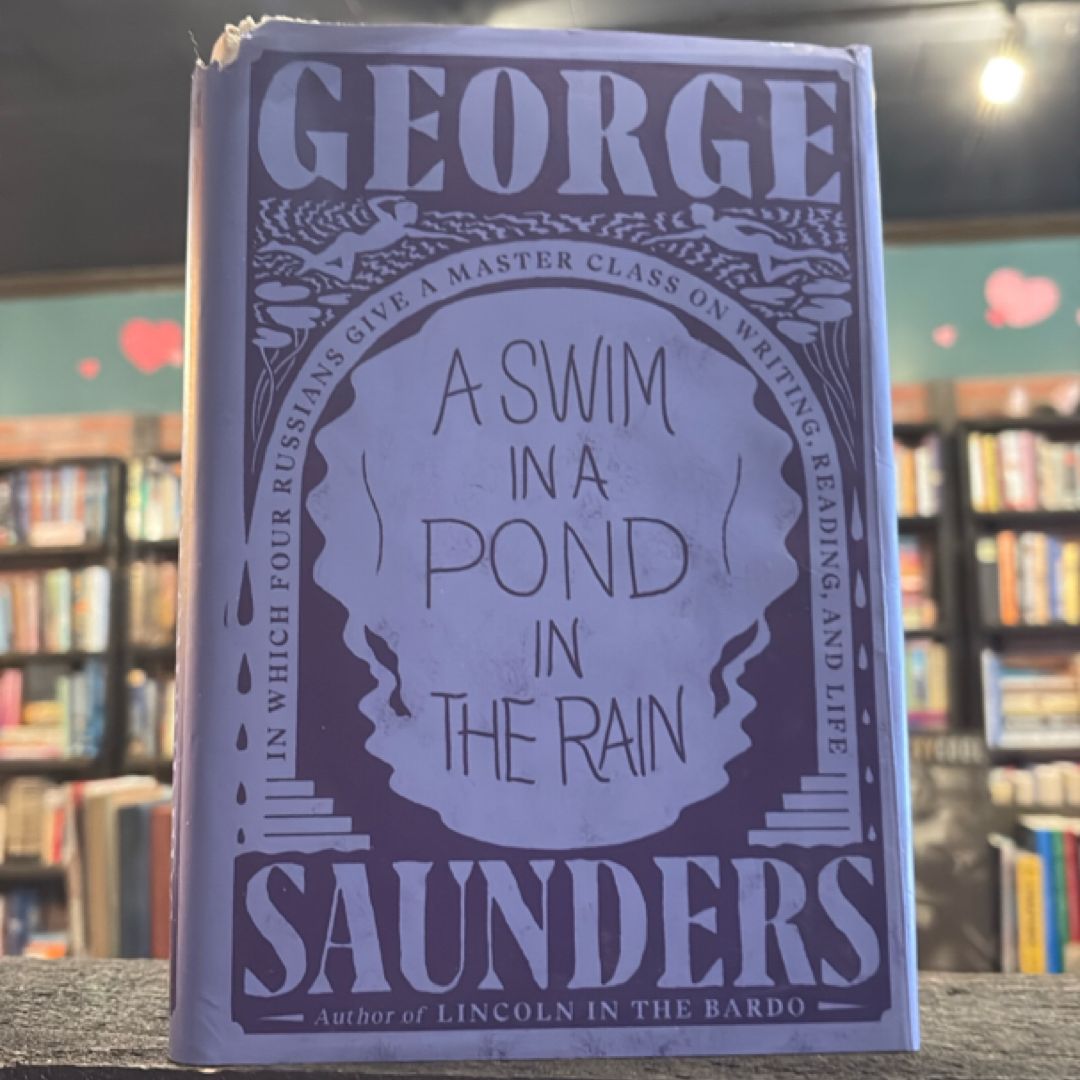 GEORGE
IN WHICH FOUR RUSSIANS GIVE A MASTER CLASS ON WRITING, READING, AND LIFE
A SWIM
IN A
POND
IN
THE RAIN
SAUNDERS
Author of LINCOLN IN THE BARDO